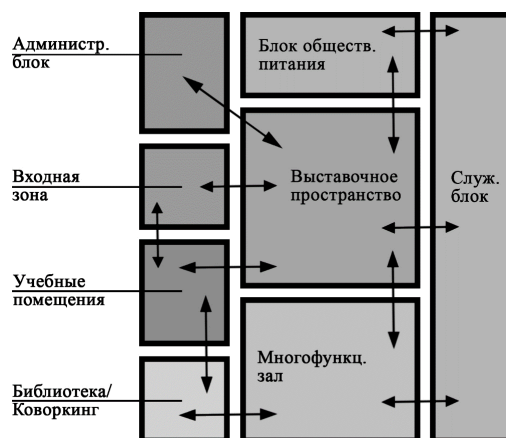 Администр.
блок
Блок обществ.
питания
Входная
зона
Выставочное
пространство
Служ.
блок
Учебные
помещения
Многофункц.
зал
Библиотека/
Коворкинг